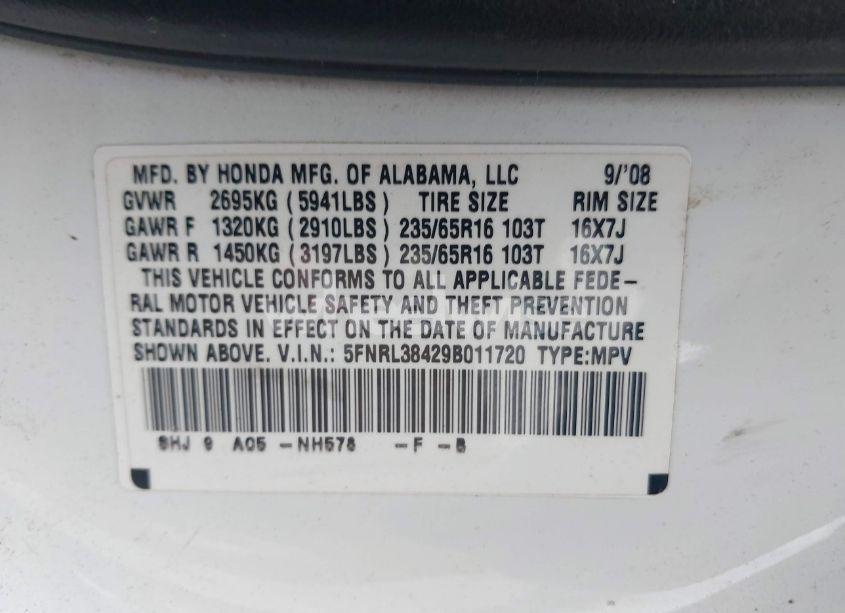 MFD. BY HONDA MFG. OF ALABAMA, LLC 9/'08
GVWR 2695KG (5941LBS) TIRE SIZE RIM SIZE
GAWR F 1320KG (2910LBS) 235/65R16 103T 16X7J
GAWR R 1450KG (3197LBS) 235/65R16 103T 16X7J
THIS VEHICLE CONFORMS TO ALL APPLICABLE FEDE-
RAL MOTOR VEHICLE SAFETY AND THEFT PREVENTION
STANDARDS IN EFFECT ON THE DATE OF MANUFACTURE
SHOWN ABOVE. V.I.N.: 5FNRL38429B011720 TYPE:MPV
SHJ 9 A05 -NH578 -F -B